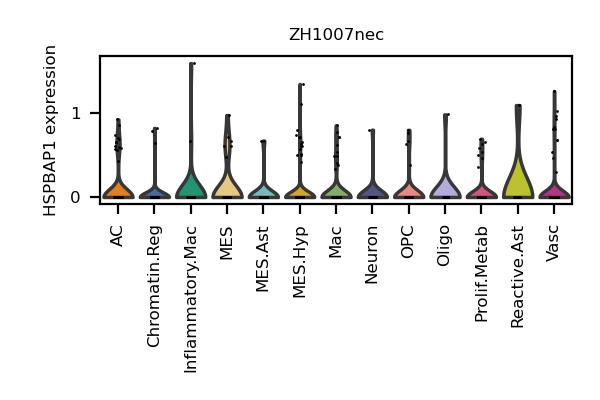 ZH1007nec
HSPBAP1 expression
1
0
AC
Chromatin.Reg
Inflammatory.Mac
MES
MES.Ast
MES.Hyp
Mac
Neuron
OPC
Oligo
Prolif.Metab
Reactive.Ast
Vasc